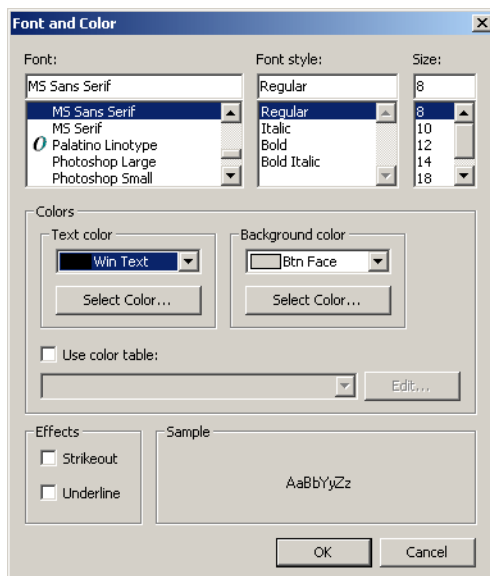 Font and Color
Font: Font style: Size:
MS Sans Serif Regular 8
MS Sans Serif Regular 8
MS Serif Italic 10
O Palatino Linotype Bold 12
Photoshop Large Bold Italic 14
Photoshop Small 18
Colors
Text color Background color
Win Text Btn Face
Select Color... Select Color...
Use color table:
Edit...
Effects Sample
Strikeout
AaBbYyZz
Underline
OK Cancel